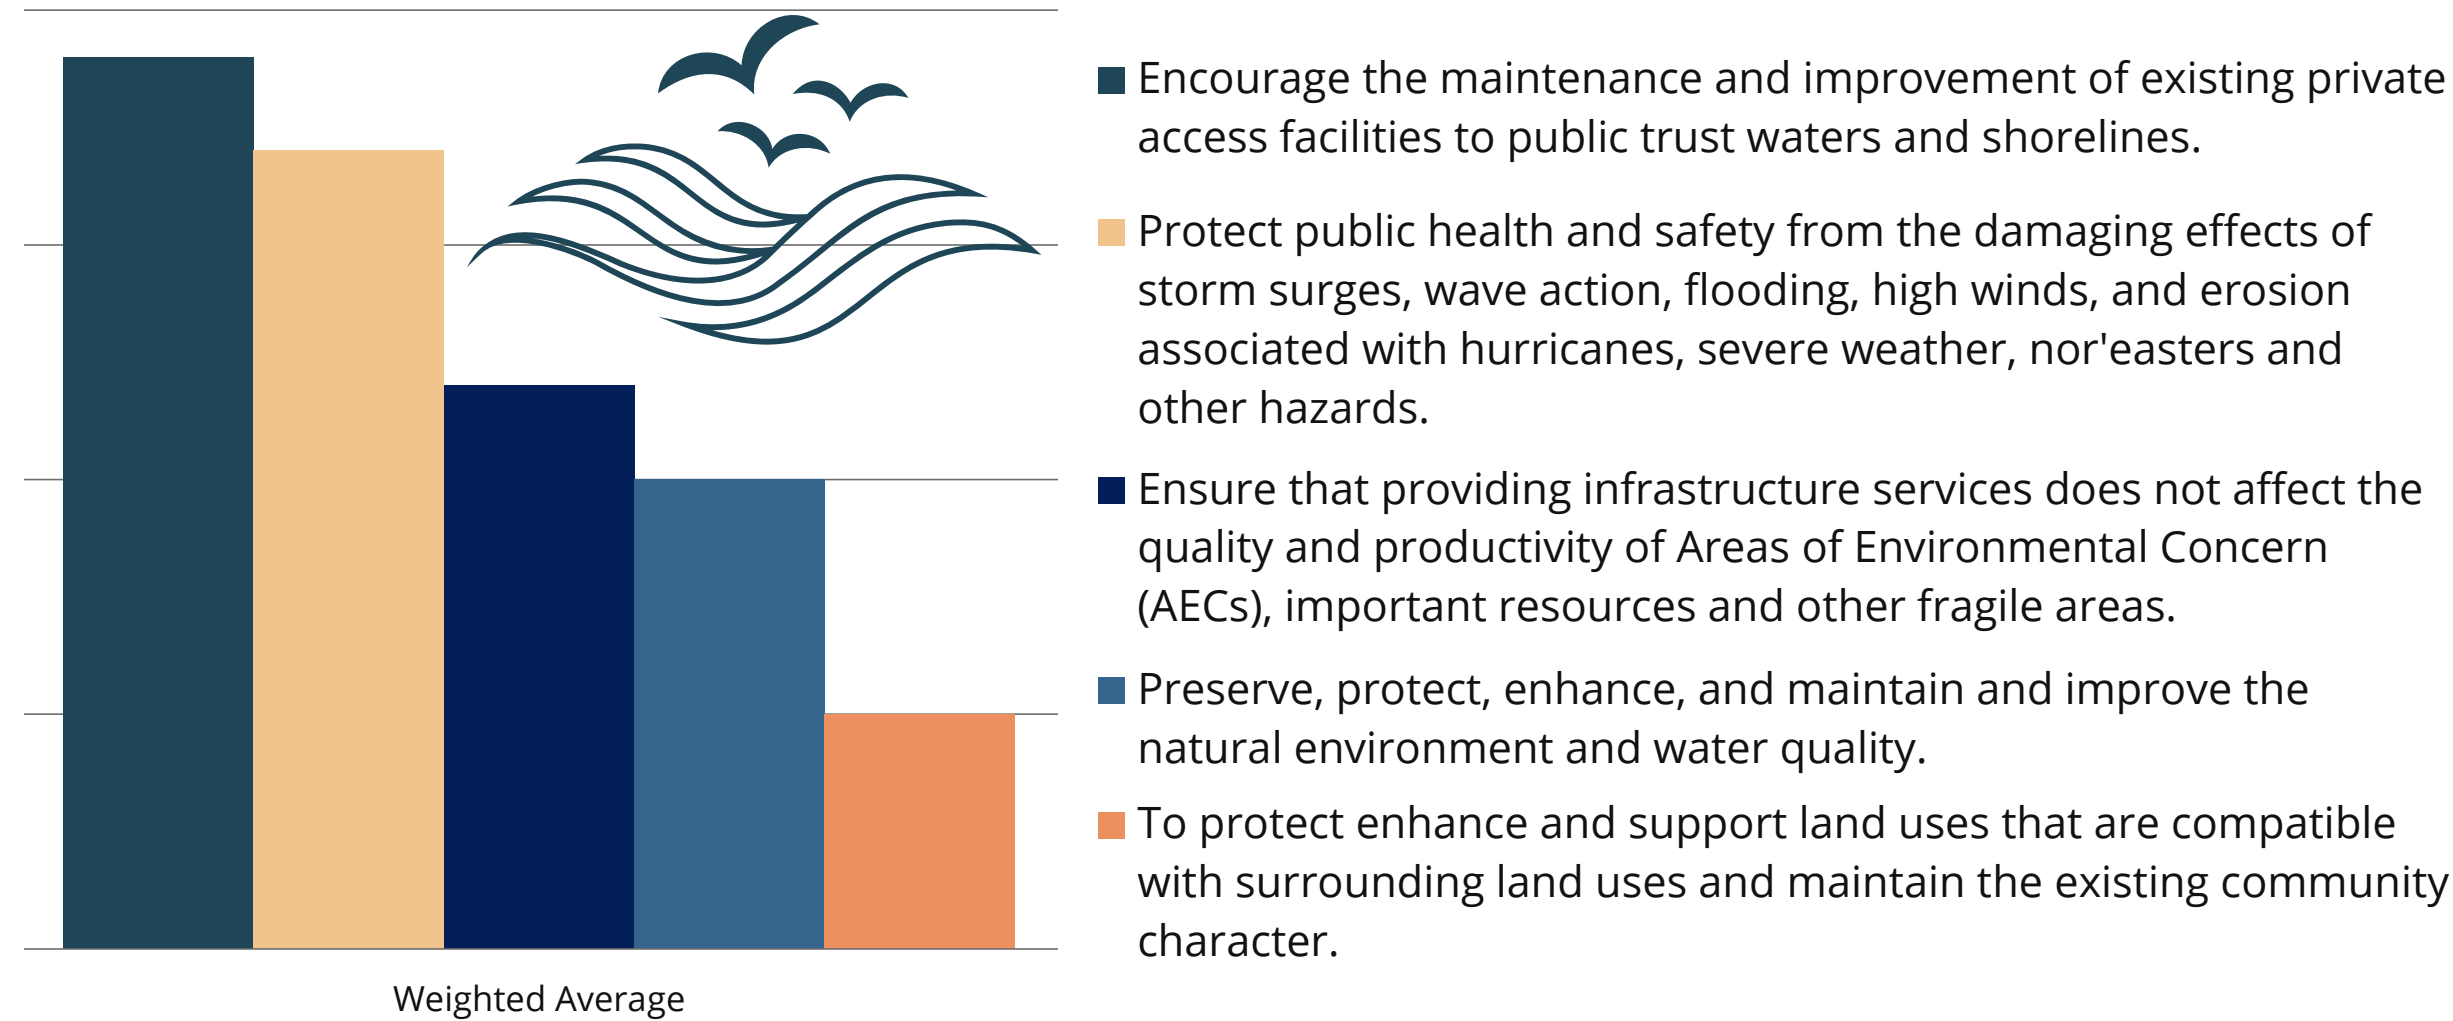 Encourage the maintenance and improvement of existing private
access facilities to public trust waters and shorelines.
Protect public health and safety from the damaging effects of
storm surges, wave action, flooding, high winds, and erosion
associated with hurricanes, severe weather, nor'easters and
other hazards.
Ensure that providing infrastructure services does not affect the
quality and productivity of Areas of Environmental Concern
(AECs), important resources and other fragile areas.
Preserve, protect, enhance, and maintain and improve the
natural environment and water quality.
To protect enhance and support land uses that are compatible
with surrounding land uses and maintain the existing community
character.
Weighted Average